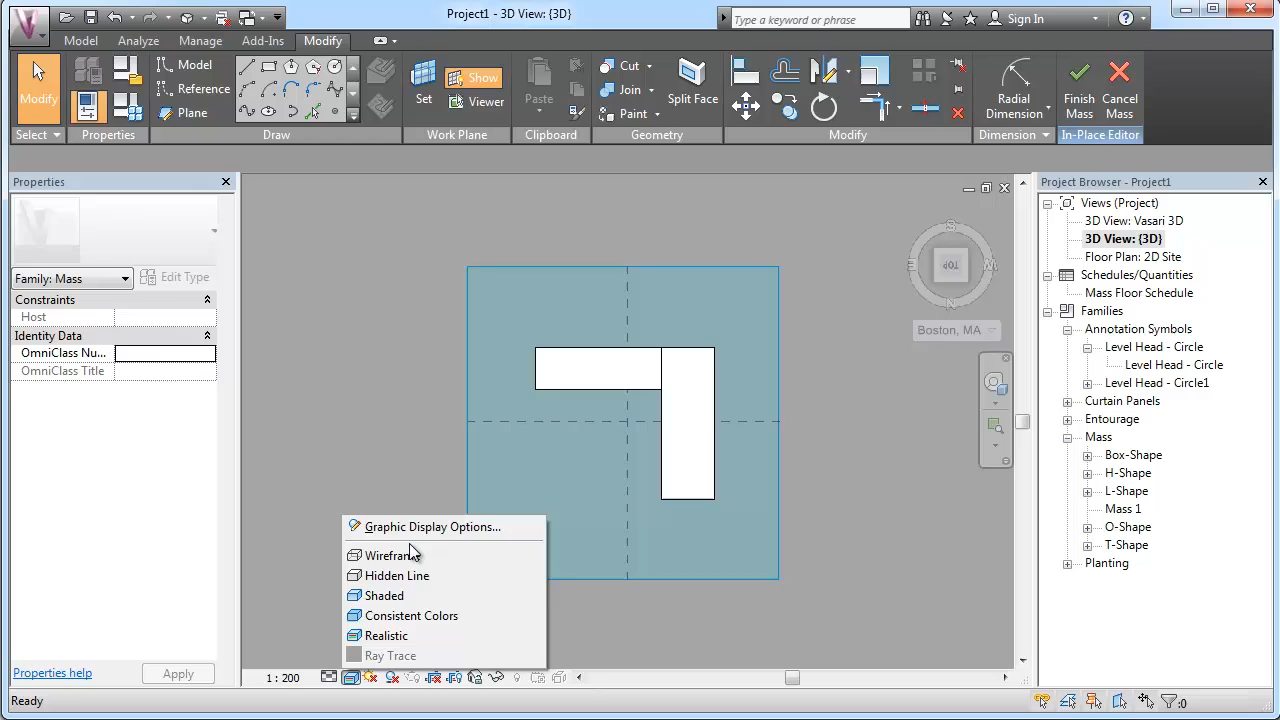 Project1 - 3D View: {3D}
Type a keyword or phrase
Sign In
Manage
Model
Analyze
Add-Ins
Modify
Modify
Select
Properties
Model
Reference
Plane
Draw
Set
Show
Viewer
Work Plane
Paste
Clipboard
Cut
Join
Paint
Split Face
Geometry
Modify
Radial
Dimension
Dimension
Finish
Mass
Cancel
Mass
In-Place Editor
Properties
Family: Mass
Edit Type
Constraints
Host
Identity Data
OmniClass Nu...
OmniClass Title
Properties help
Apply
TOP
S
E
W
N
Boston, MA
Graphic Display Options...
Wirefram
Hidden Line
Shaded
Consistent Colors
Realistic
Ray Trace
1 : 200
Project Browser - Project1
Views (Project)
3D View: Vasari 3D
3D View: {3D}
Floor Plan: 2D Site
Schedules/Quantities
Mass Floor Schedule
Families
Annotation Symbols
Level Head - Circle
Level Head - Circle
Level Head - Circle1
Curtain Panels
Entourage
Mass
Box-Shape
H-Shape
L-Shape
Mass 1
O-Shape
T-Shape
Planting
Ready
:0